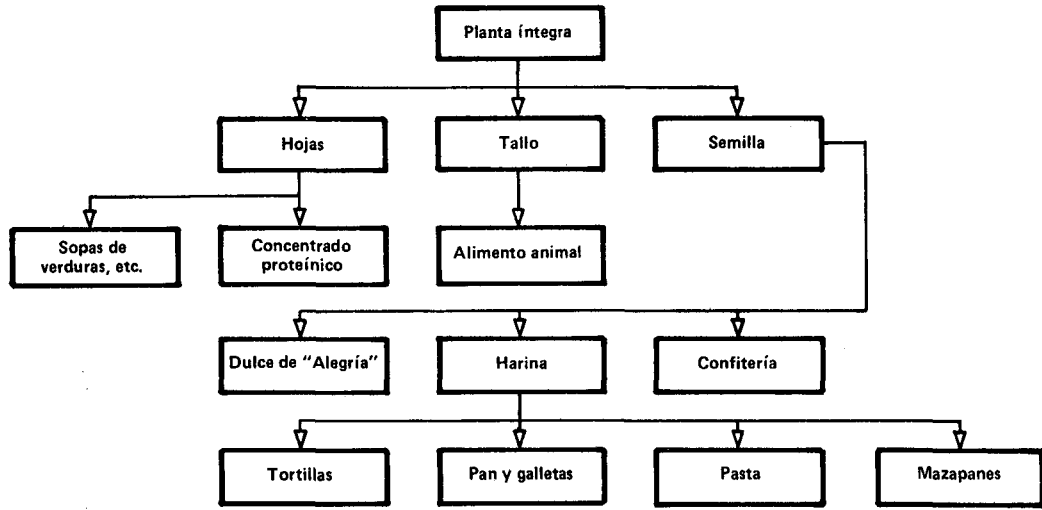 Planta íntegra
Hojas
Tallo
Semilla
Sopas de
verduras, etc.
Concentrado
proteínico
Alimento animal
Dulce de "Alegría"
Harina
Confitería
Tortillas
Pan y galletas
Pasta
Mazapanes